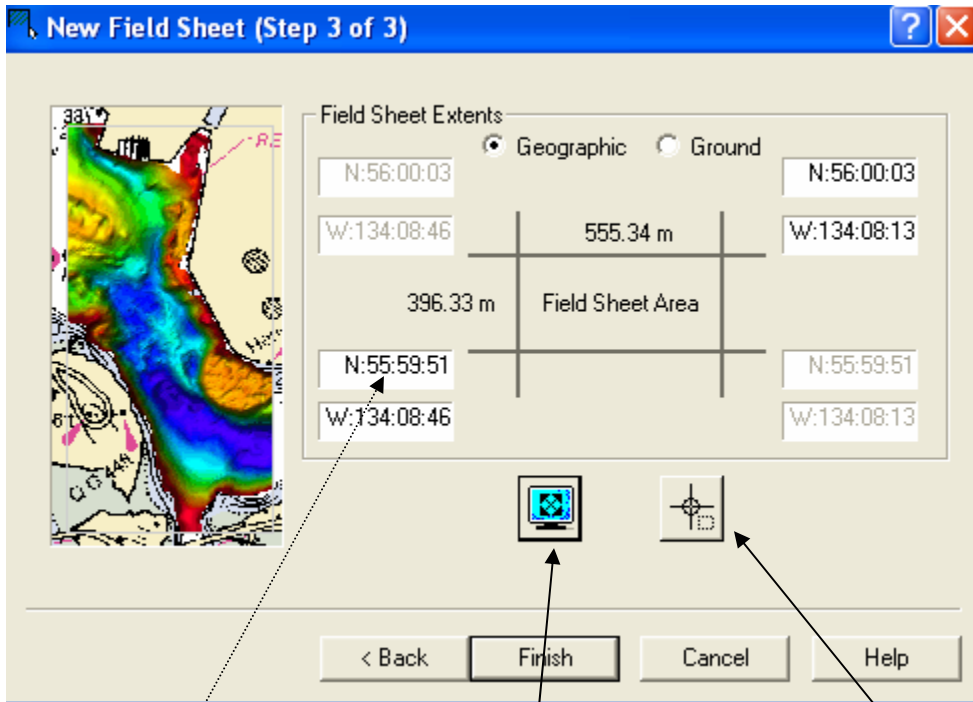 New Field Sheet (Step 3 of 3)
Field Sheet Extents
Geographic Ground
N:56:00:03 N:56:00:03
W:134:08:46 555.34 m W:134:08:13
396.33 m Field Sheet Area
N:55:59:51 N:55:59:51
W:134:08:46 W:134:08:13
33
RE
< Back Finish Cancel Help